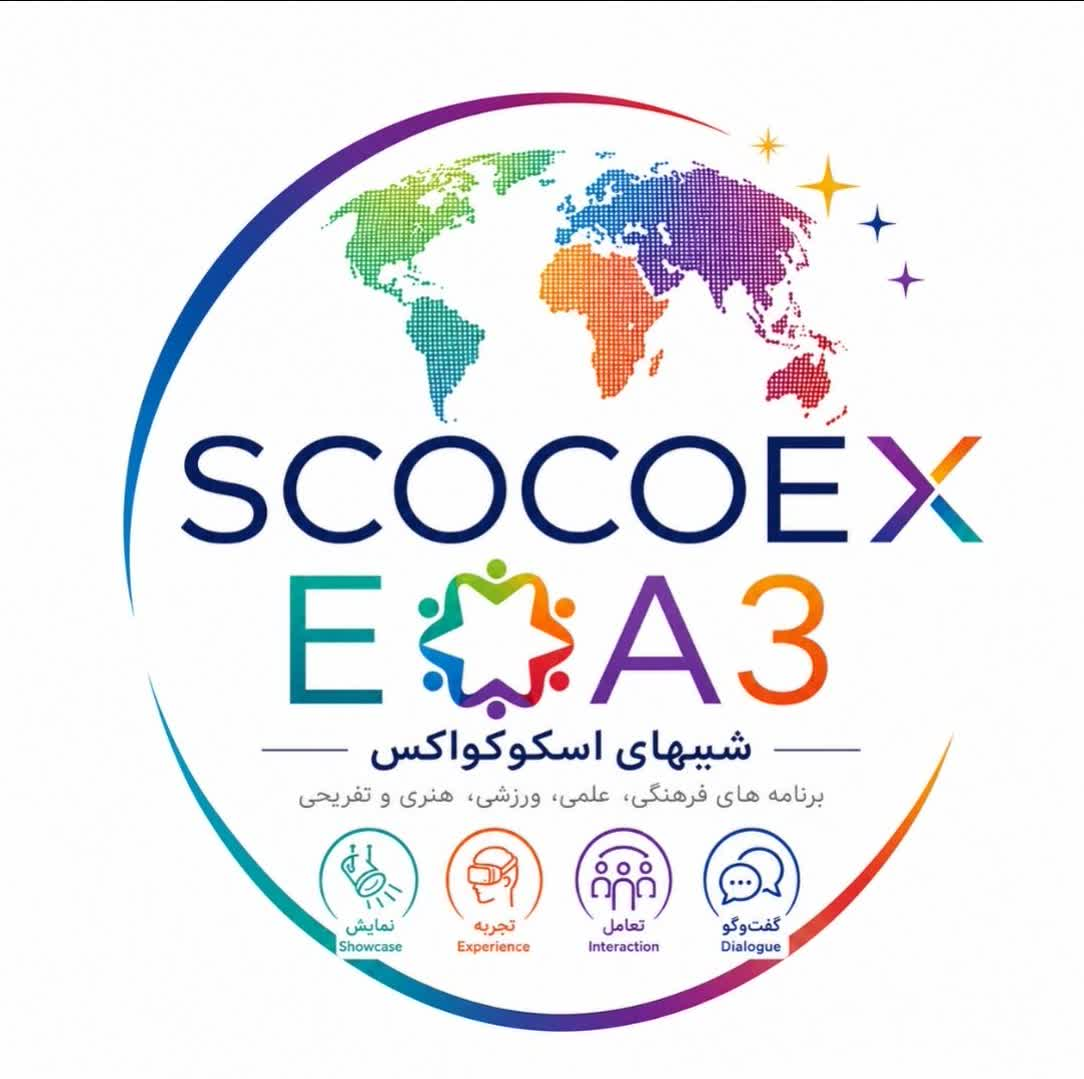 SCOCOEX
EOA3
شبهای اسکوکواکس
برنامه های فرهنگی، علمی، ورزشی، هنری و تفریحی
گفت‌وگو
Dialogue
تعامل
Interaction
تجربه
Experience
نمایش
Showcase